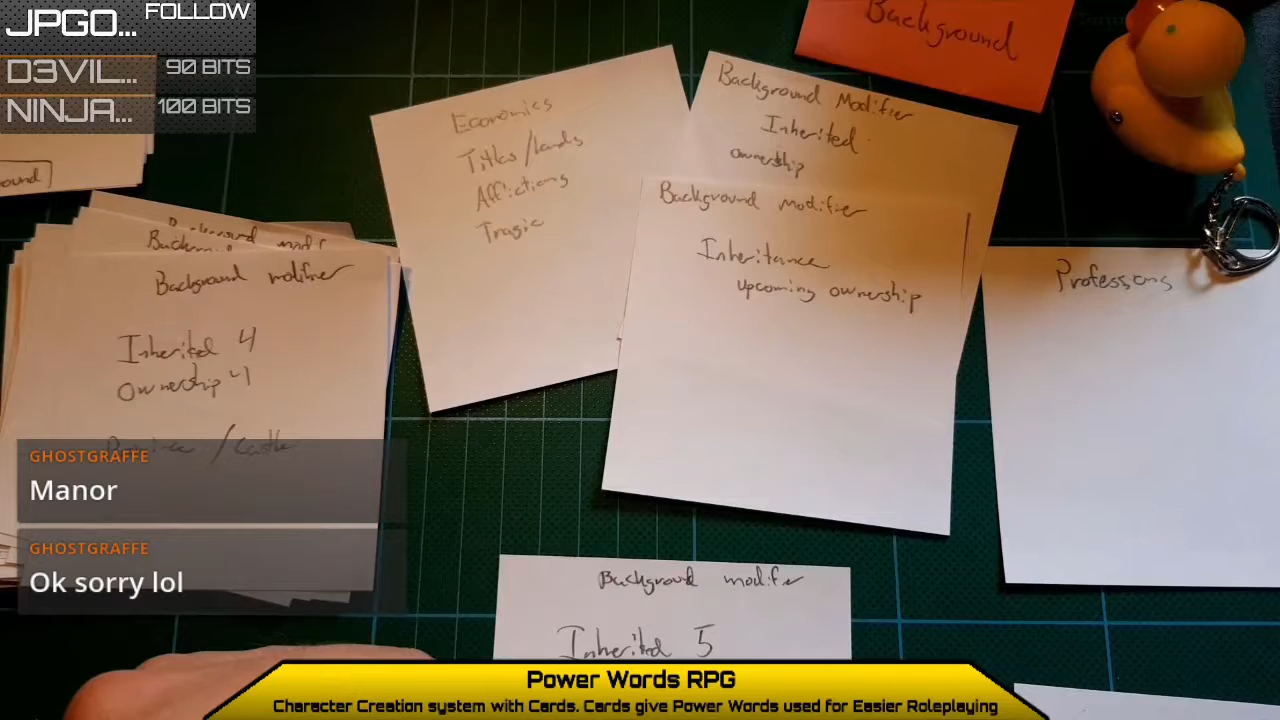 JPGO... FOLLOW
D3VIL... 90 BITS
NINJA... 100 BITS
Background
Economics
Titles/lands
Afflictions
Tragic
Background Modifier
Inherited
ownership
Background modifier
Inheritance
upcoming ownership
Professions
ound
Background modifier
Inherited 4
Ownership 4
/ Castle
GHOSTGRAFFE
Manor
GHOSTGRAFFE
Ok sorry lol
Background modifier
Inherited 5
Power Words RPG
Character Creation system with Cards. Cards give Power Words used for Easier Roleplaying